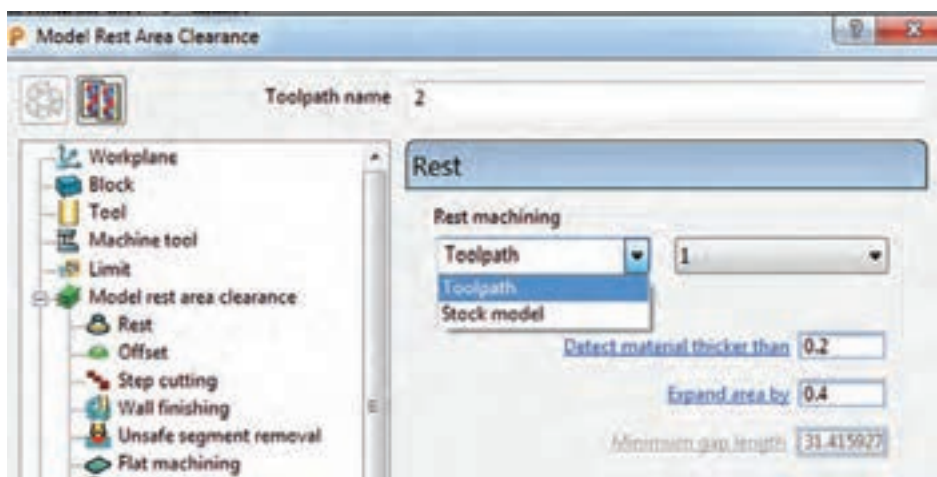 Model Rest Area Clearance
Toolpath name 2
Workplane
Block
Tool
Machine tool
Limit
Model rest area clearance
Rest
Offset
Step cutting
Wall finishing
Unsafe segment removal
Flat machining
Rest
Rest machining
Toolpath 1
Toolpath
Stock model
Detect material thicker than 0.2
Expand area by 0.4
Minimum gap length 31.415927